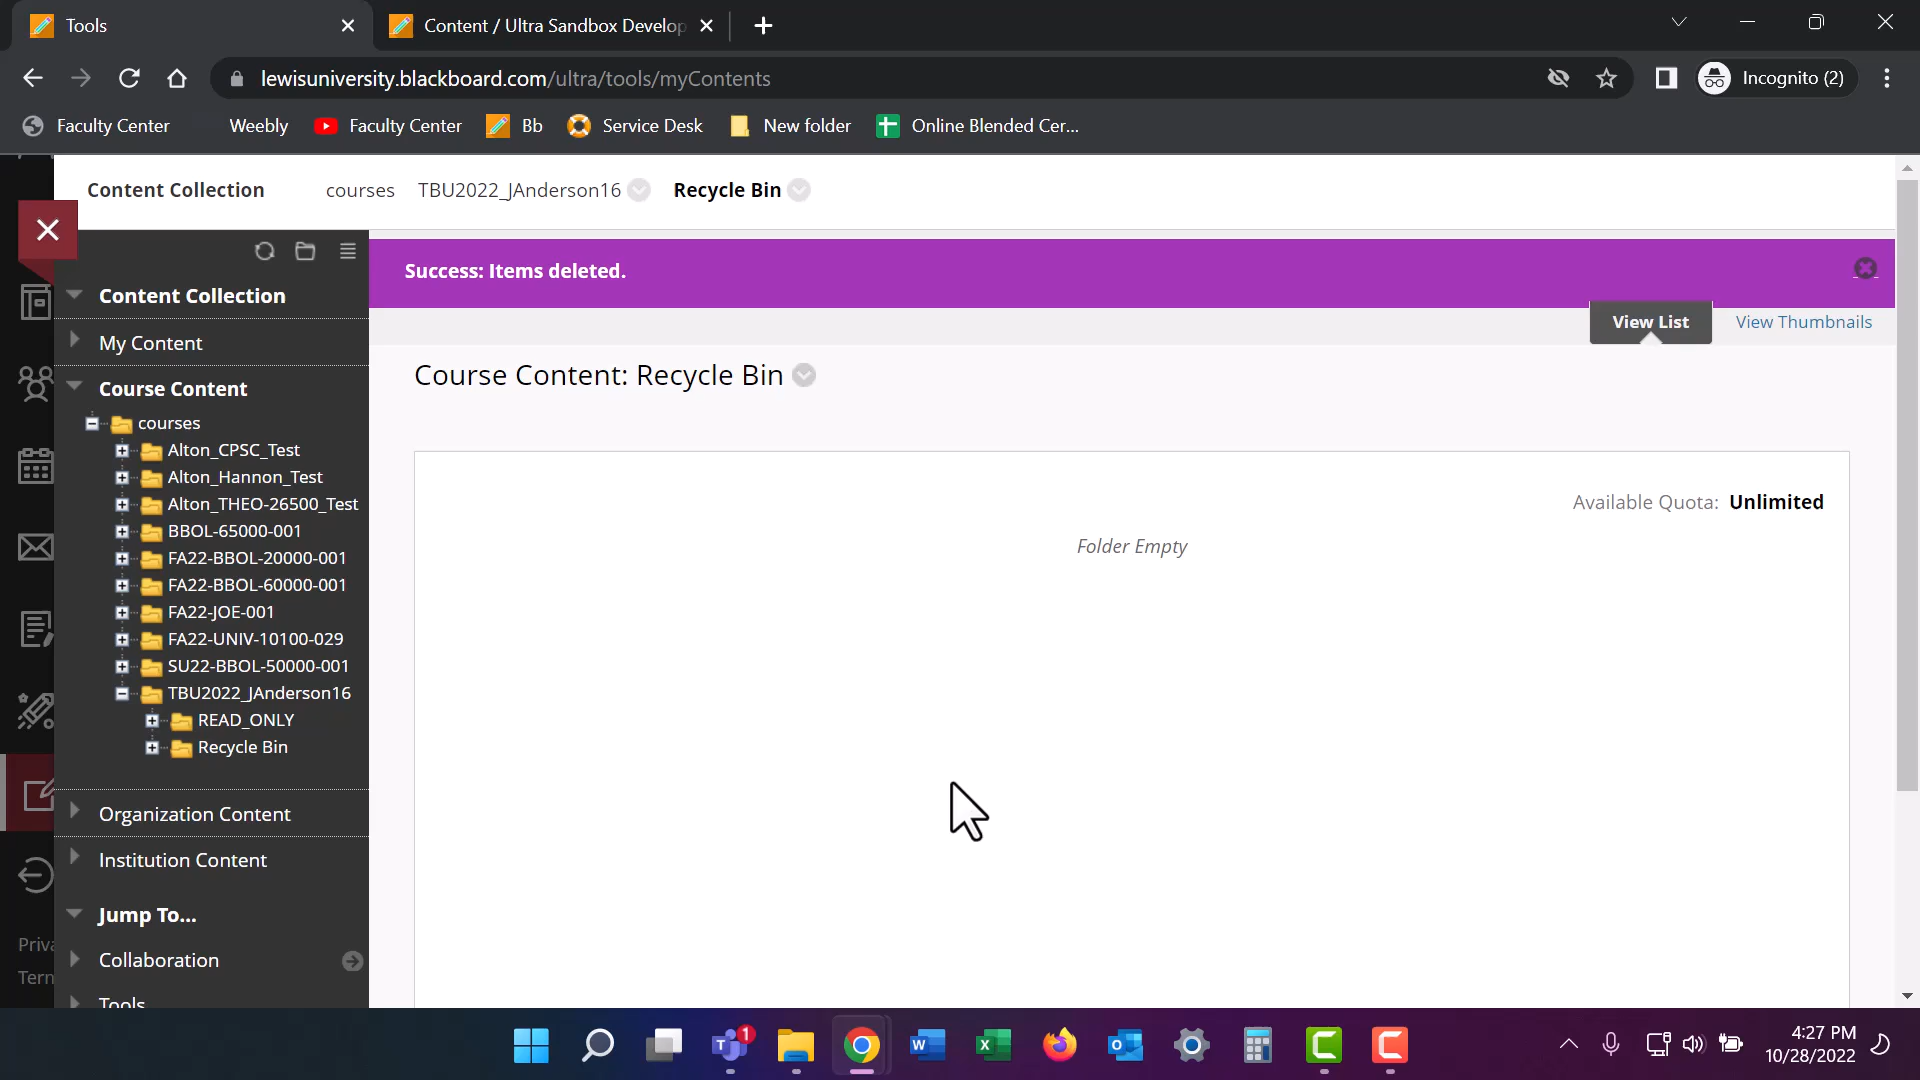 Tools
Content / Ultra Sandbox Develop
lewisuniversity.blackboard.com/ultra/tools/myContents
Incognito (2)
Faculty Center
Weebly
Faculty Center
Bb
Service Desk
New folder
Online Blended Cer...
Content Collection
courses
TBU2022_JAnderson16
Recycle Bin
Success: Items deleted.
View List
View Thumbnails
Content Collection
My Content
Course Content
courses
Alton_CPSC_Test
Alton_Hannon_Test
Alton_THEO-26500_Test
BBOL-65000-001
FA22-BBOL-20000-001
FA22-BBOL-60000-001
FA22-JOE-001
FA22-UNIV-10100-029
SU22-BBOL-50000-001
TBU2022_JAnderson16
READ_ONLY
Recycle Bin
Organization Content
Institution Content
Jump To...
Collaboration
Tools
Priva
Tern
Course Content: Recycle Bin
Available Quota: Unlimited
Folder Empty
1
4:27 PM
10/28/2022